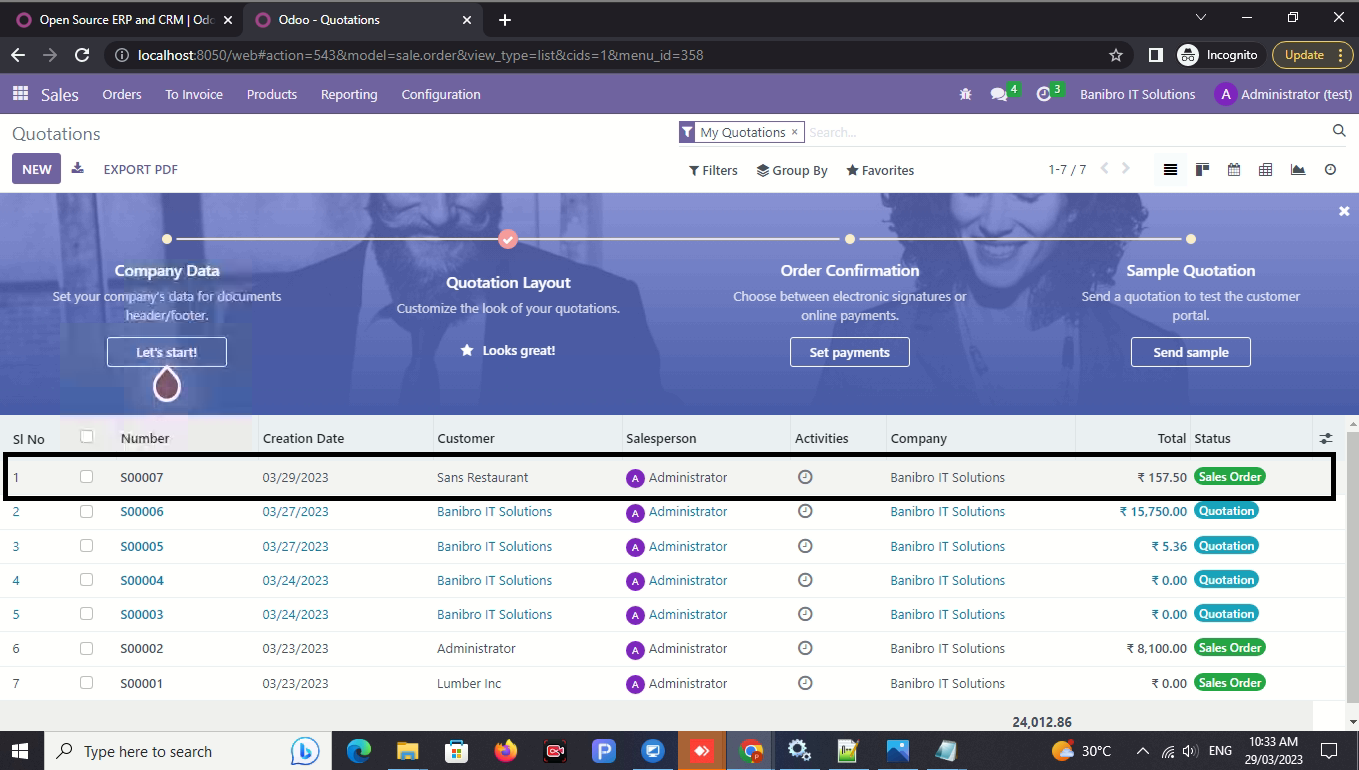 Open Source ERP and CRM | Odo
Odoo - Quotations
localhost:8050/web#action=543&model=sale.order&view_type=list&cids=1&menu_id=358
Incognito
Update
Sales
Orders
To Invoice
Products
Reporting
Configuration
4
3
Banibro IT Solutions
A
Administrator (test)
Quotations
My Quotations ×
Search...
NEW
EXPORT PDF
Filters
Group By
Favorites
1-7 / 7
Company Data
Set your company's data for documents
header/footer.
Let's start!
Quotation Layout
Customize the look of your quotations.
Looks great!
Order Confirmation
Choose between electronic signatures or
online payments.
Set payments
Sample Quotation
Send a quotation to test the customer
portal.
Send sample
Sl No Number Creation Date Customer Salesperson Activities Company Total Status
1 S00007 03/29/2023 Sans Restaurant A Administrator Banibro IT Solutions ₹ 157.50 Sales Order
2 S00006 03/27/2023 Banibro IT Solutions A Administrator Banibro IT Solutions ₹ 15,750.00 Quotation
3 S00005 03/27/2023 Banibro IT Solutions A Administrator Banibro IT Solutions ₹ 5.36 Quotation
4 S00004 03/24/2023 Banibro IT Solutions A Administrator Banibro IT Solutions ₹ 0.00 Quotation
5 S00003 03/24/2023 Banibro IT Solutions A Administrator Banibro IT Solutions ₹ 0.00 Quotation
6 S00002 03/23/2023 Administrator A Administrator Banibro IT Solutions ₹ 8,100.00 Sales Order
7 S00001 03/23/2023 Lumber Inc A Administrator Banibro IT Solutions ₹ 0.00 Sales Order
24,012.86
Type here to search
30°C
ENG
10:33 AM
29/03/2023